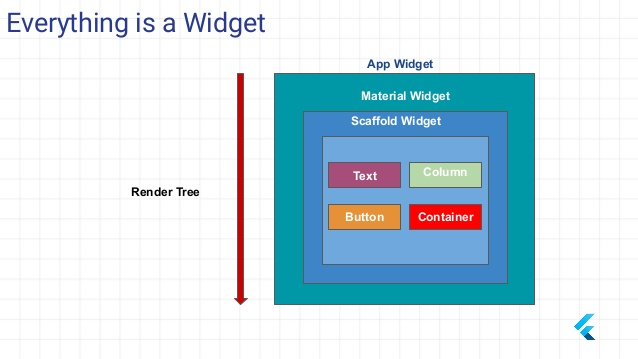 Everything is a Widget
App Widget
Material Widget
Scaffold Widget
Text
Column
Render Tree
Button
Container